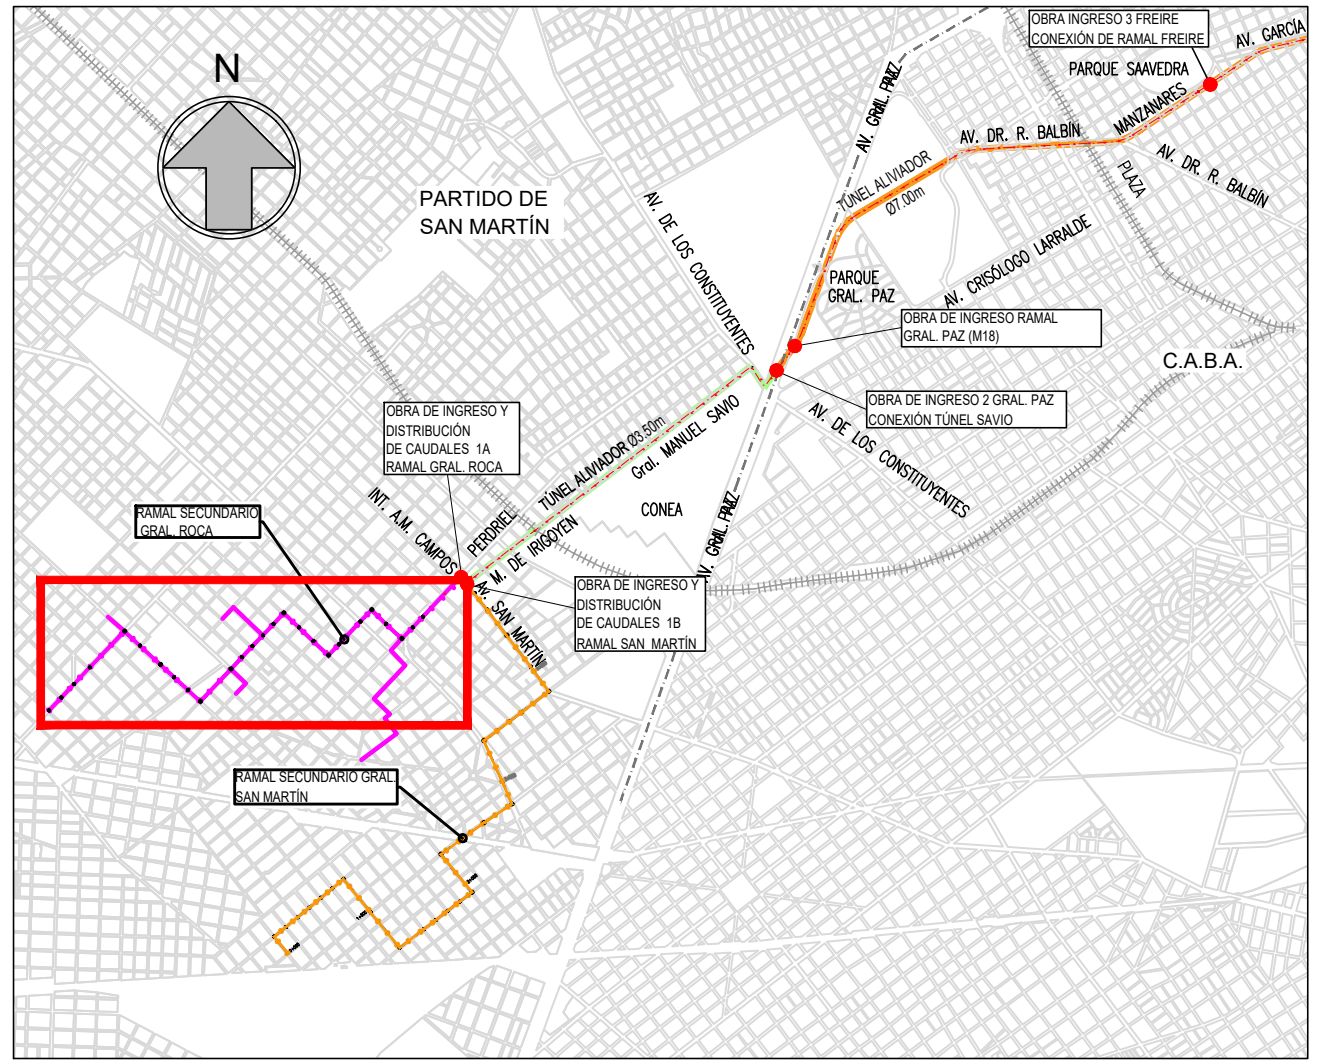 OBRA INGRESO 3 FREIRE
CONEXIÓN DE RAMAL FREIRE
AV. GARCÍA
PARQUE SAAVEDRA
N
AV. GRAL. PAZ
MANZANARES
AV. DR. R. BALBÍN
TÚNEL ALIVIADOR
Ø7.00m
PLAZA
AV. DR. R. BALBÍN
PARTIDO DE
SAN MARTÍN
AV. DE LOS CONSTITUYENTES
PARQUE
GRAL. PAZ
AV. CRISÓLOGO LARRALDE
OBRA DE INGRESO RAMAL
GRAL. PAZ (M18)
C.A.B.A.
OBRA DE INGRESO 2 GRAL. PAZ
CONEXIÓN TÚNEL SAVIO
AV. DE LOS CONSTITUYENTES
OBRA DE INGRESO Y
DISTRIBUCIÓN
DE CAUDALES 1A
RAMAL GRAL. ROCA
TÚNEL ALIVIADOR Ø3.50m
Gral. MANUEL SAVIO
CONEA
AV. GRAL. PAZ
INT. A.M. CAMPOS
PERDRIEL
M. DE IRIGOYEN
RAMAL SECUNDARIO
GRAL. ROCA
AV. SAN MARTÍN
OBRA DE INGRESO Y
DISTRIBUCIÓN
DE CAUDALES 1B
RAMAL SAN MARTÍN
RAMAL SECUNDARIO GRAL.
SAN MARTÍN